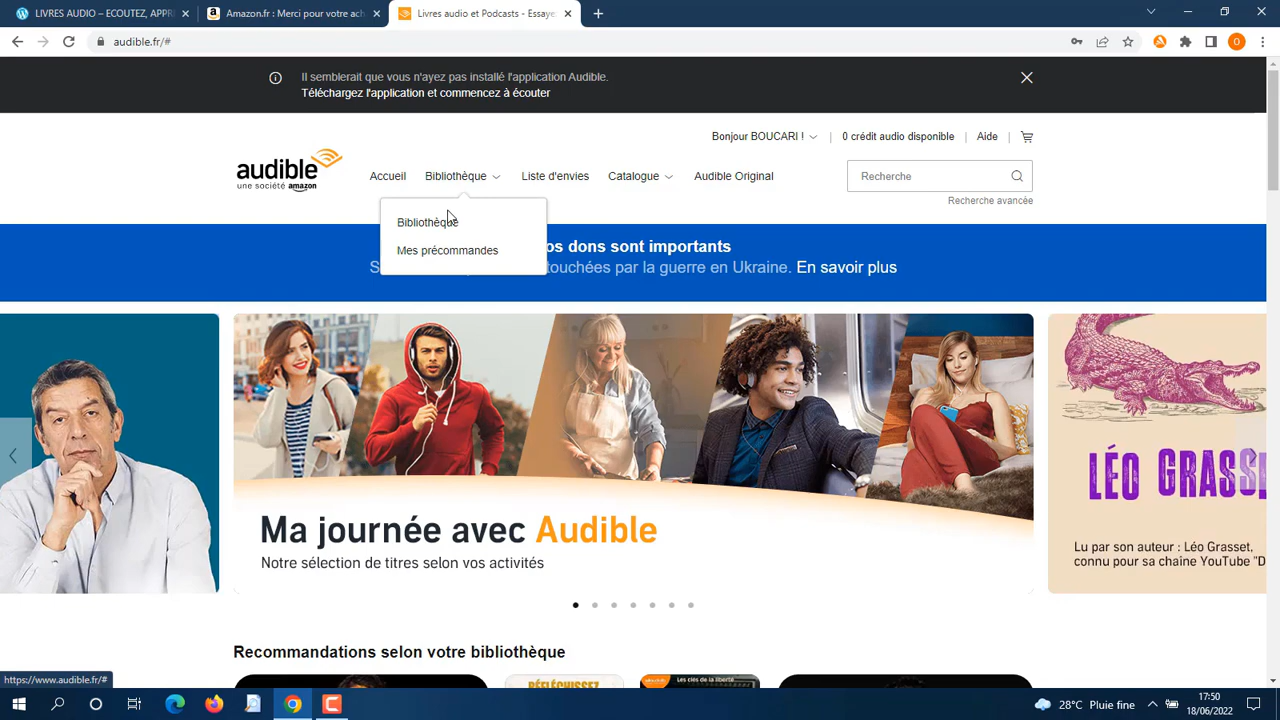 LIVRES AUDIO – ECOUTEZ, APPR
Amazon.fr : Merci pour votre ach
Livres audio et Podcasts - Essaye
audible.fr/#
O
Il semblerait que vous n'ayez pas installé l'application Audible.
Téléchargez l'application et commencez à écouter
Bonjour BOUCARI !
0 crédit audio disponible
Aide
audible
une société amazon
Accueil
Bibliothèque
Liste d'envies
Catalogue
Audible Original
Recherche
Recherche avancée
Bibliothèque
Mes précommandes
os dons sont importants
S
touchées par la guerre en Ukraine. En savoir plus
Ma journée avec Audible
Notre sélection de titres selon vos activités
LÉO GRASSE
Lu par son auteur : Léo Grasset,
connu pour sa chaine YouTube "D
Recommandations selon votre bibliothèque
RÉFLÉCHISSEZ
Les clés de la liberté
https://www.audible.fr/#
28°C Pluie fine
17:50
18/06/2022